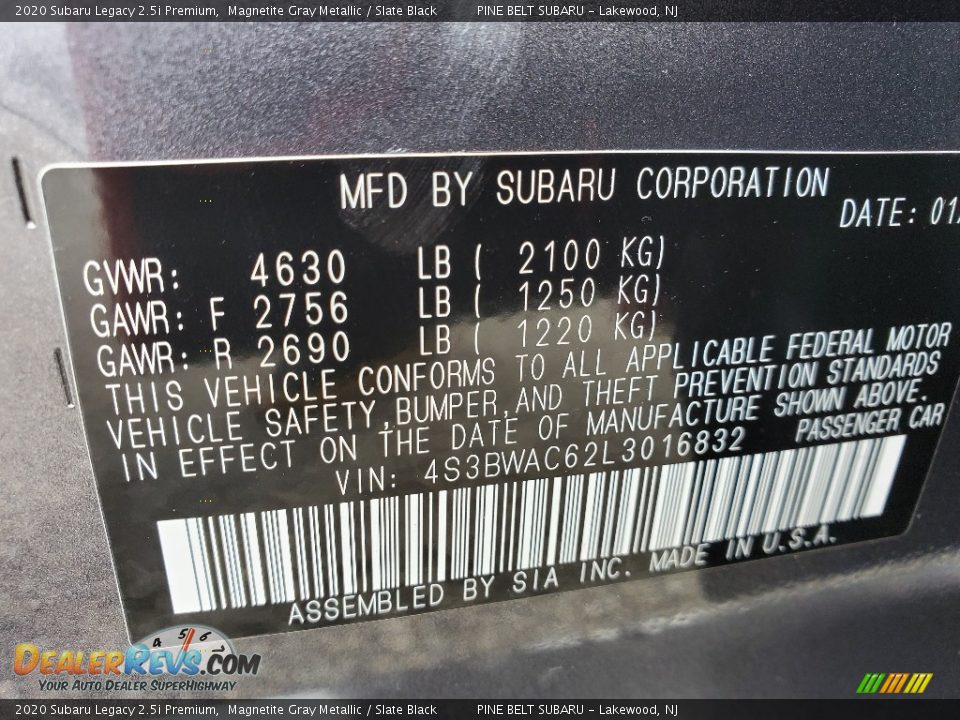 2020 Subaru Legacy 2.5i Premium, Magnetite Gray Metallic / Slate Black PINE BELT SUBARU - Lakewood, NJ
MFD BY SUBARU CORPORATION
DATE: 01/
GVWR: 4630 LB ( 2100 KG)
GAWR: F 2756 LB ( 1250 KG)
GAWR: R 2690 LB ( 1220 KG)
THIS VEHICLE CONFORMS TO ALL APPLICABLE FEDERAL MOTOR
VEHICLE SAFETY,BUMPER,AND THEFT PREVENTION STANDARDS
IN EFFECT ON THE DATE OF MANUFACTURE SHOWN ABOVE.
VIN: 4S3BWAC62L3016832 PASSENGER CAR
ASSEMBLED BY SIA INC. MADE IN U.S.A.
4 5 6
DEALERREVS.COM
YOUR AUTO DEALER SUPERHIGHWAY
2020 Subaru Legacy 2.5i Premium, Magnetite Gray Metallic / Slate Black PINE BELT SUBARU - Lakewood, NJ